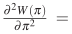 ∂²W(π)/∂π² =